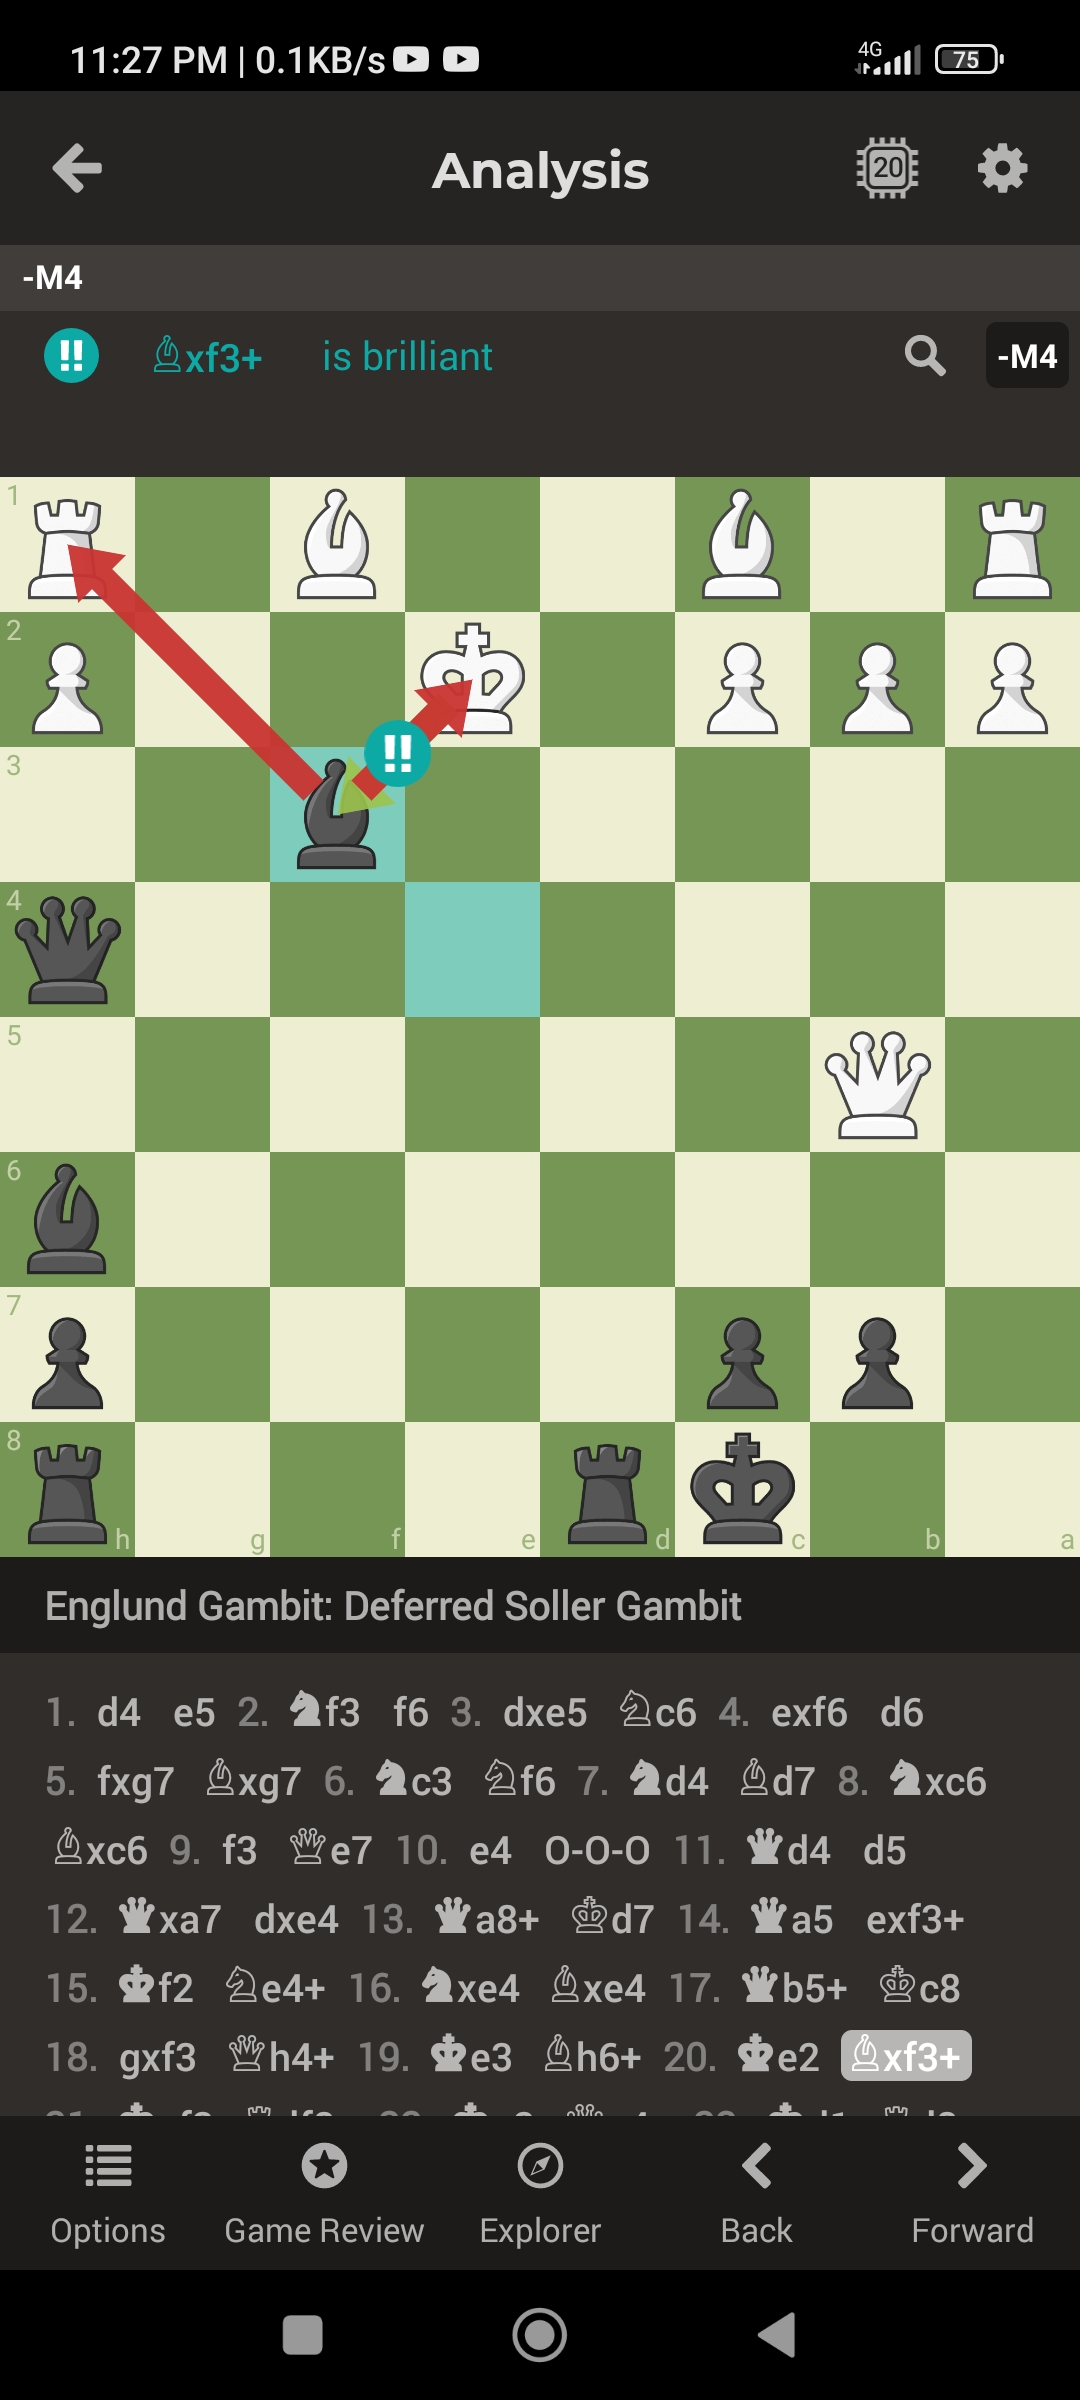 11:27 PM | 0.1KB/s 4G 75
Analysis 20
-M4
!! ♗xf3+ is brilliant -M4
1
2
!!
3
4
5
6
7
8
h g f e d c b a
Englund Gambit: Deferred Soller Gambit
1. d4 e5 2. ♞f3 f6 3. dxe5 ♘c6 4. exf6 d6
5. fxg7 ♗xg7 6. ♞c3 ♘f6 7. ♞d4 ♗d7 8. ♞xc6
♗xc6 9. f3 ♕e7 10. e4 O-O-O 11. ♛d4 d5
12. ♛xa7 dxe4 13. ♛a8+ ♔d7 14. ♛a5 exf3+
15. ♚f2 ♘e4+ 16. ♞xe4 ♗xe4 17. ♛b5+ ♔c8
18. gxf3 ♕h4+ 19. ♚e3 ♗h6+ 20. ♚e2 ♗xf3+
Options Game Review Explorer Back Forward